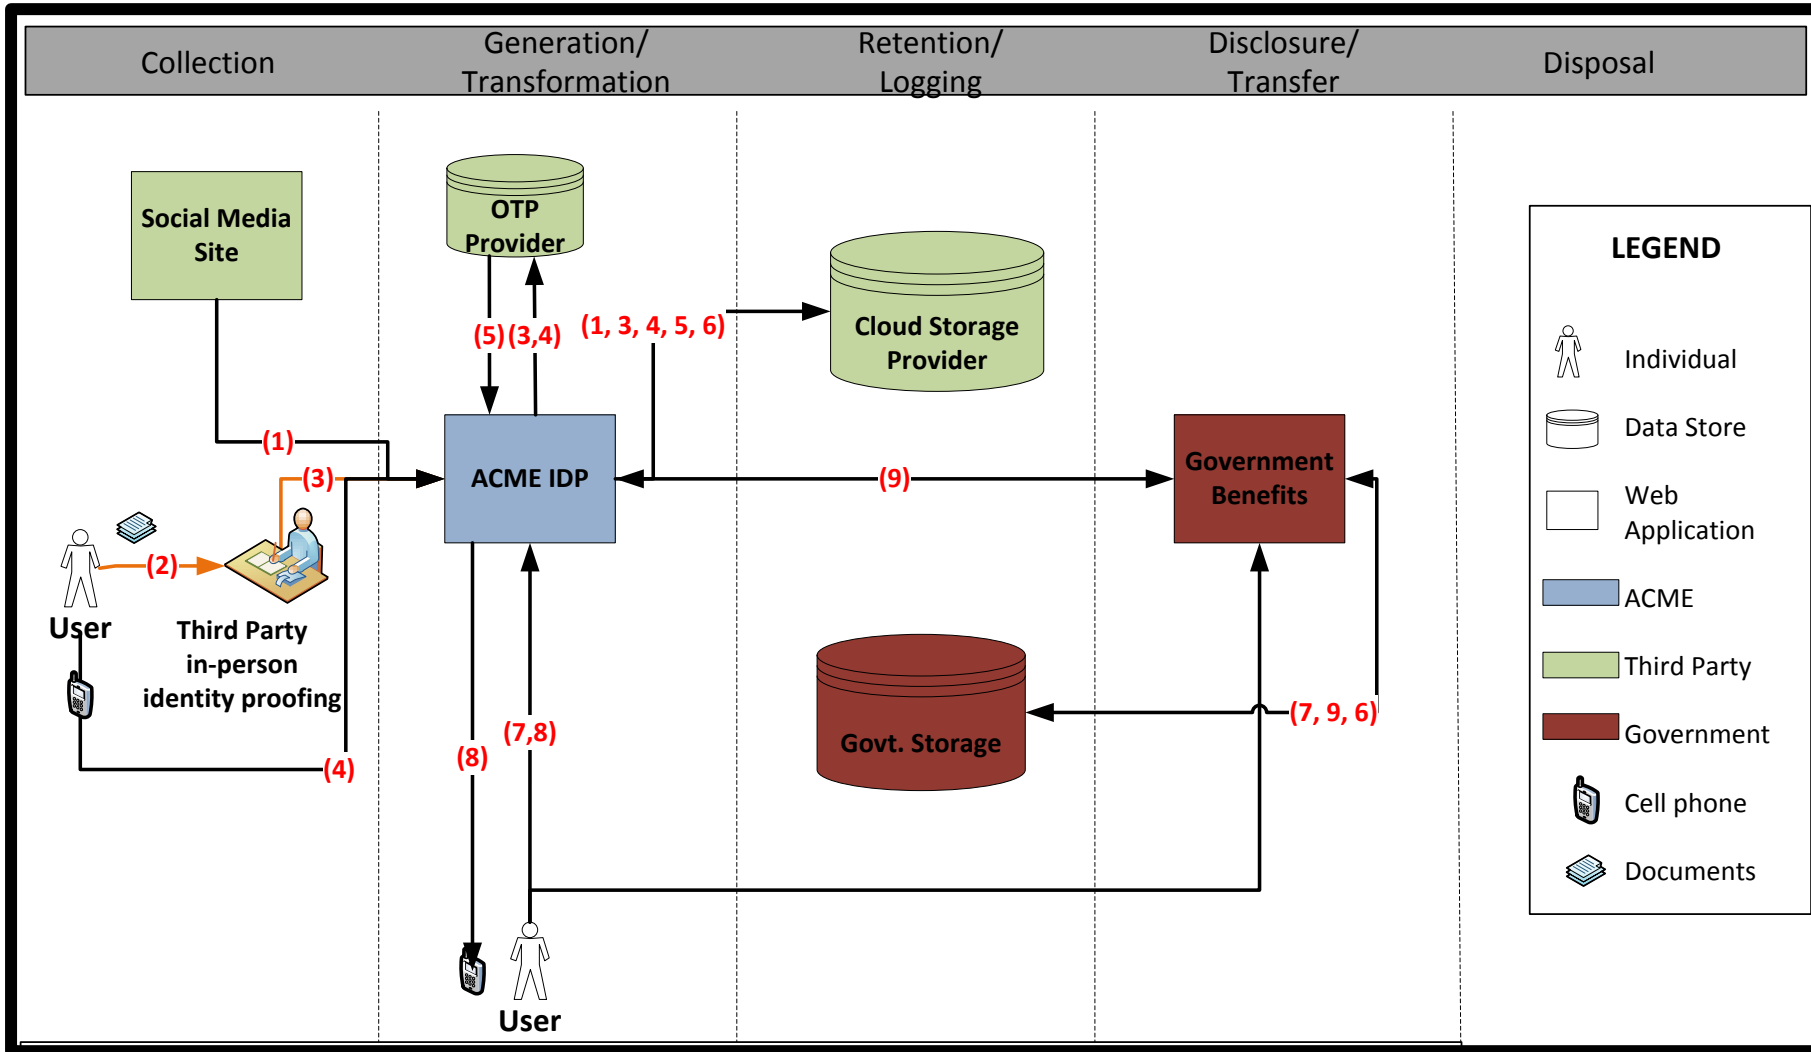 Collection
Generation/
Transformation
Retention/
Logging
Disclosure/
Transfer
Disposal
Social Media
Site
OTP
Provider
(5)
(3,4)
(1, 3, 4, 5, 6)
Cloud Storage
Provider
(1)
(3)
ACME IDP
(9)
Government
Benefits
(2)
User
Third Party
in-person
identity proofing
(4)
(8)
(7,8)
Govt. Storage
(7, 9, 6)
User
LEGEND
Individual
Data Store
Web
Application
ACME
Third Party
Government
Cell phone
Documents